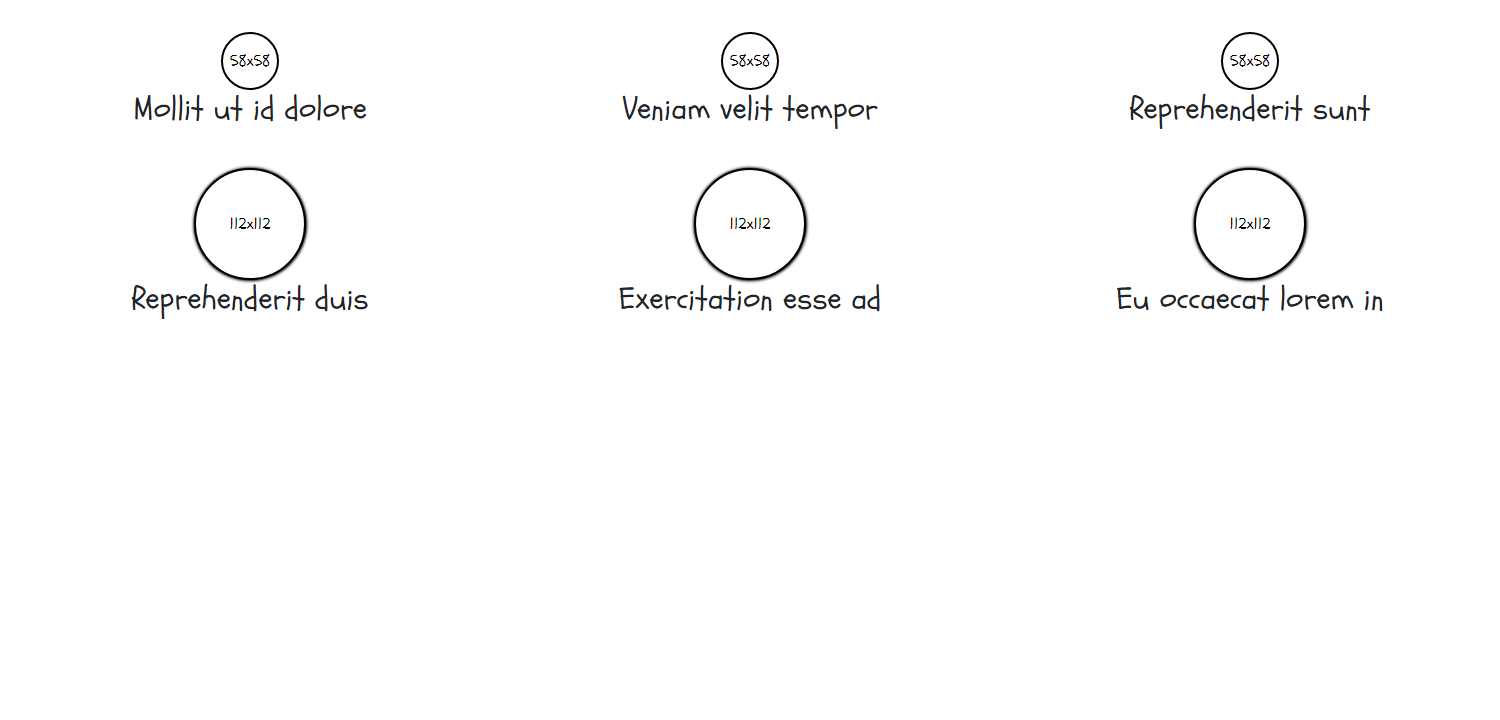 58x58 58x58 58x58
Mollit ut id dolore Veniam velit tempor Reprehenderit sunt
112x112 112x112 112x112
Reprehenderit duis Exercitation esse ad Eu occaecat lorem in